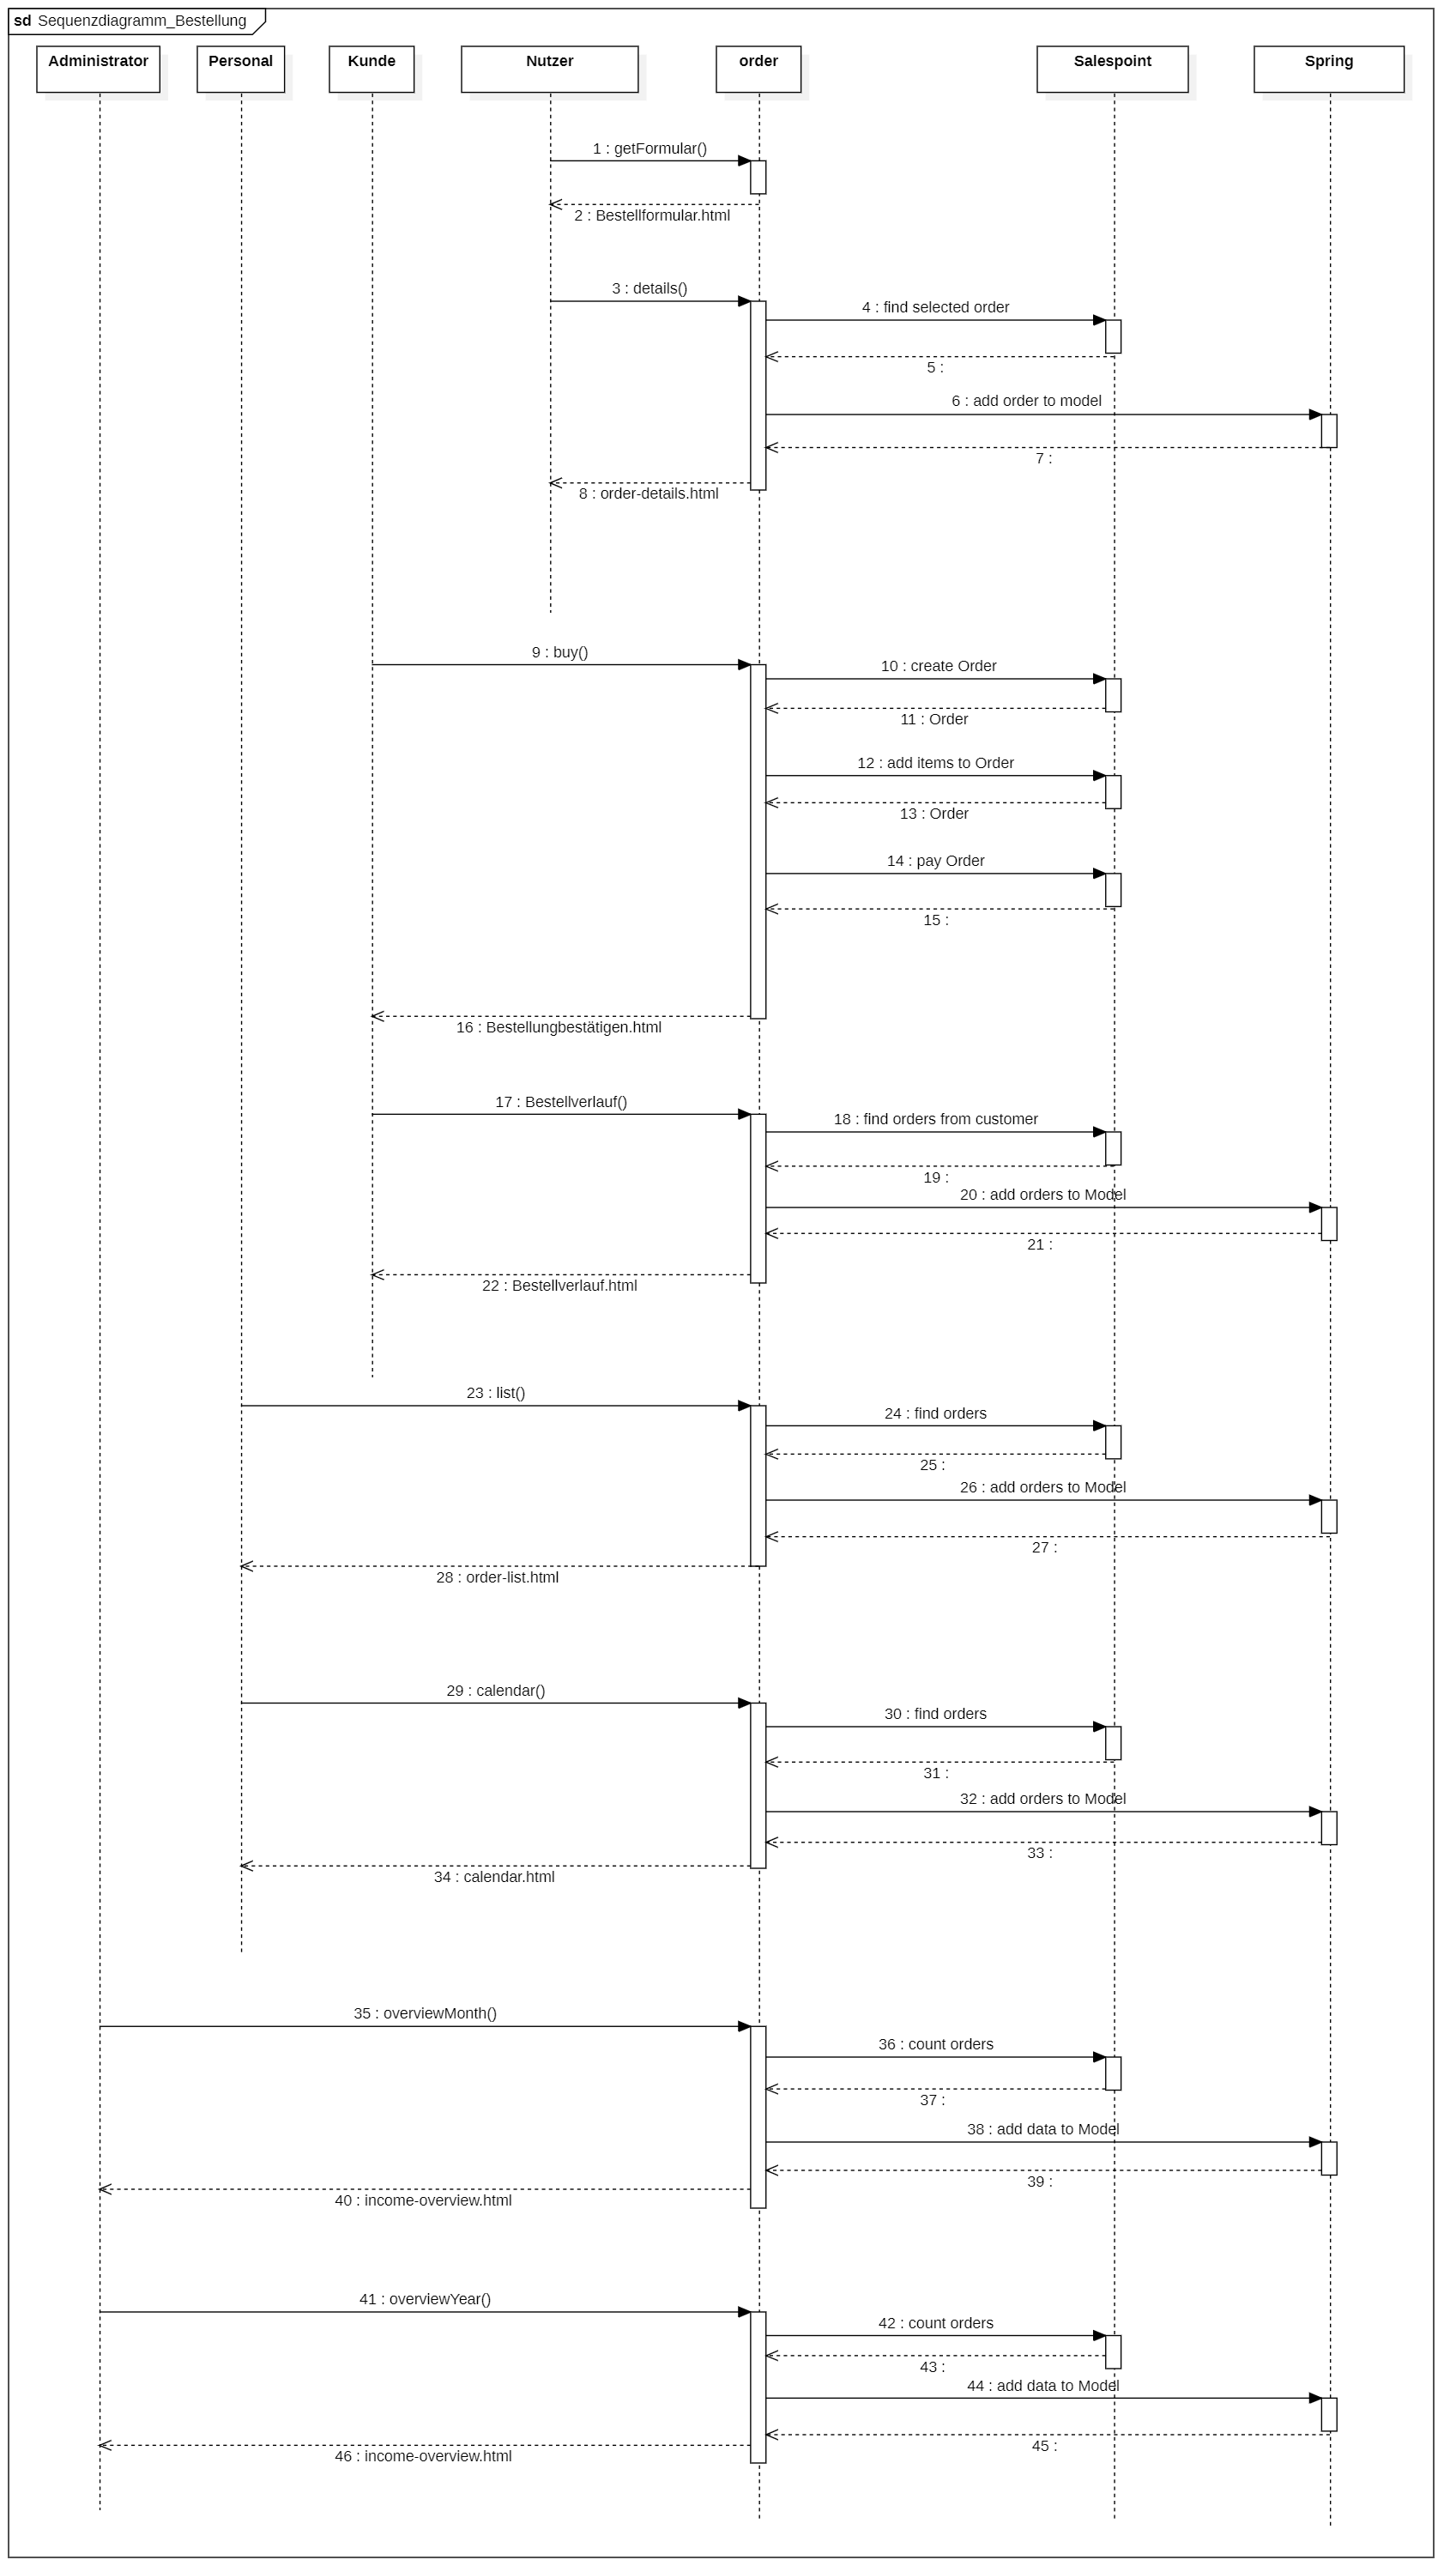 sd Sequenzdiagramm_Bestellung
Administrator
Personal
Kunde
Nutzer
order
Salespoint
Spring
1 : getFormular()
2 : Bestellformular.html
3 : details()
4 : find selected order
5 :
6 : add order to model
7 :
8 : order-details.html
9 : buy()
10 : create Order
11 : Order
12 : add items to Order
13 : Order
14 : pay Order
15 :
16 : Bestellungbestätigen.html
17 : Bestellverlauf()
18 : find orders from customer
19 :
20 : add orders to Model
21 :
22 : Bestellverlauf.html
23 : list()
24 : find orders
25 :
26 : add orders to Model
27 :
28 : order-list.html
29 : calendar()
30 : find orders
31 :
32 : add orders to Model
33 :
34 : calendar.html
35 : overviewMonth()
36 : count orders
37 :
38 : add data to Model
39 :
40 : income-overview.html
41 : overviewYear()
42 : count orders
43 :
44 : add data to Model
45 :
46 : income-overview.html